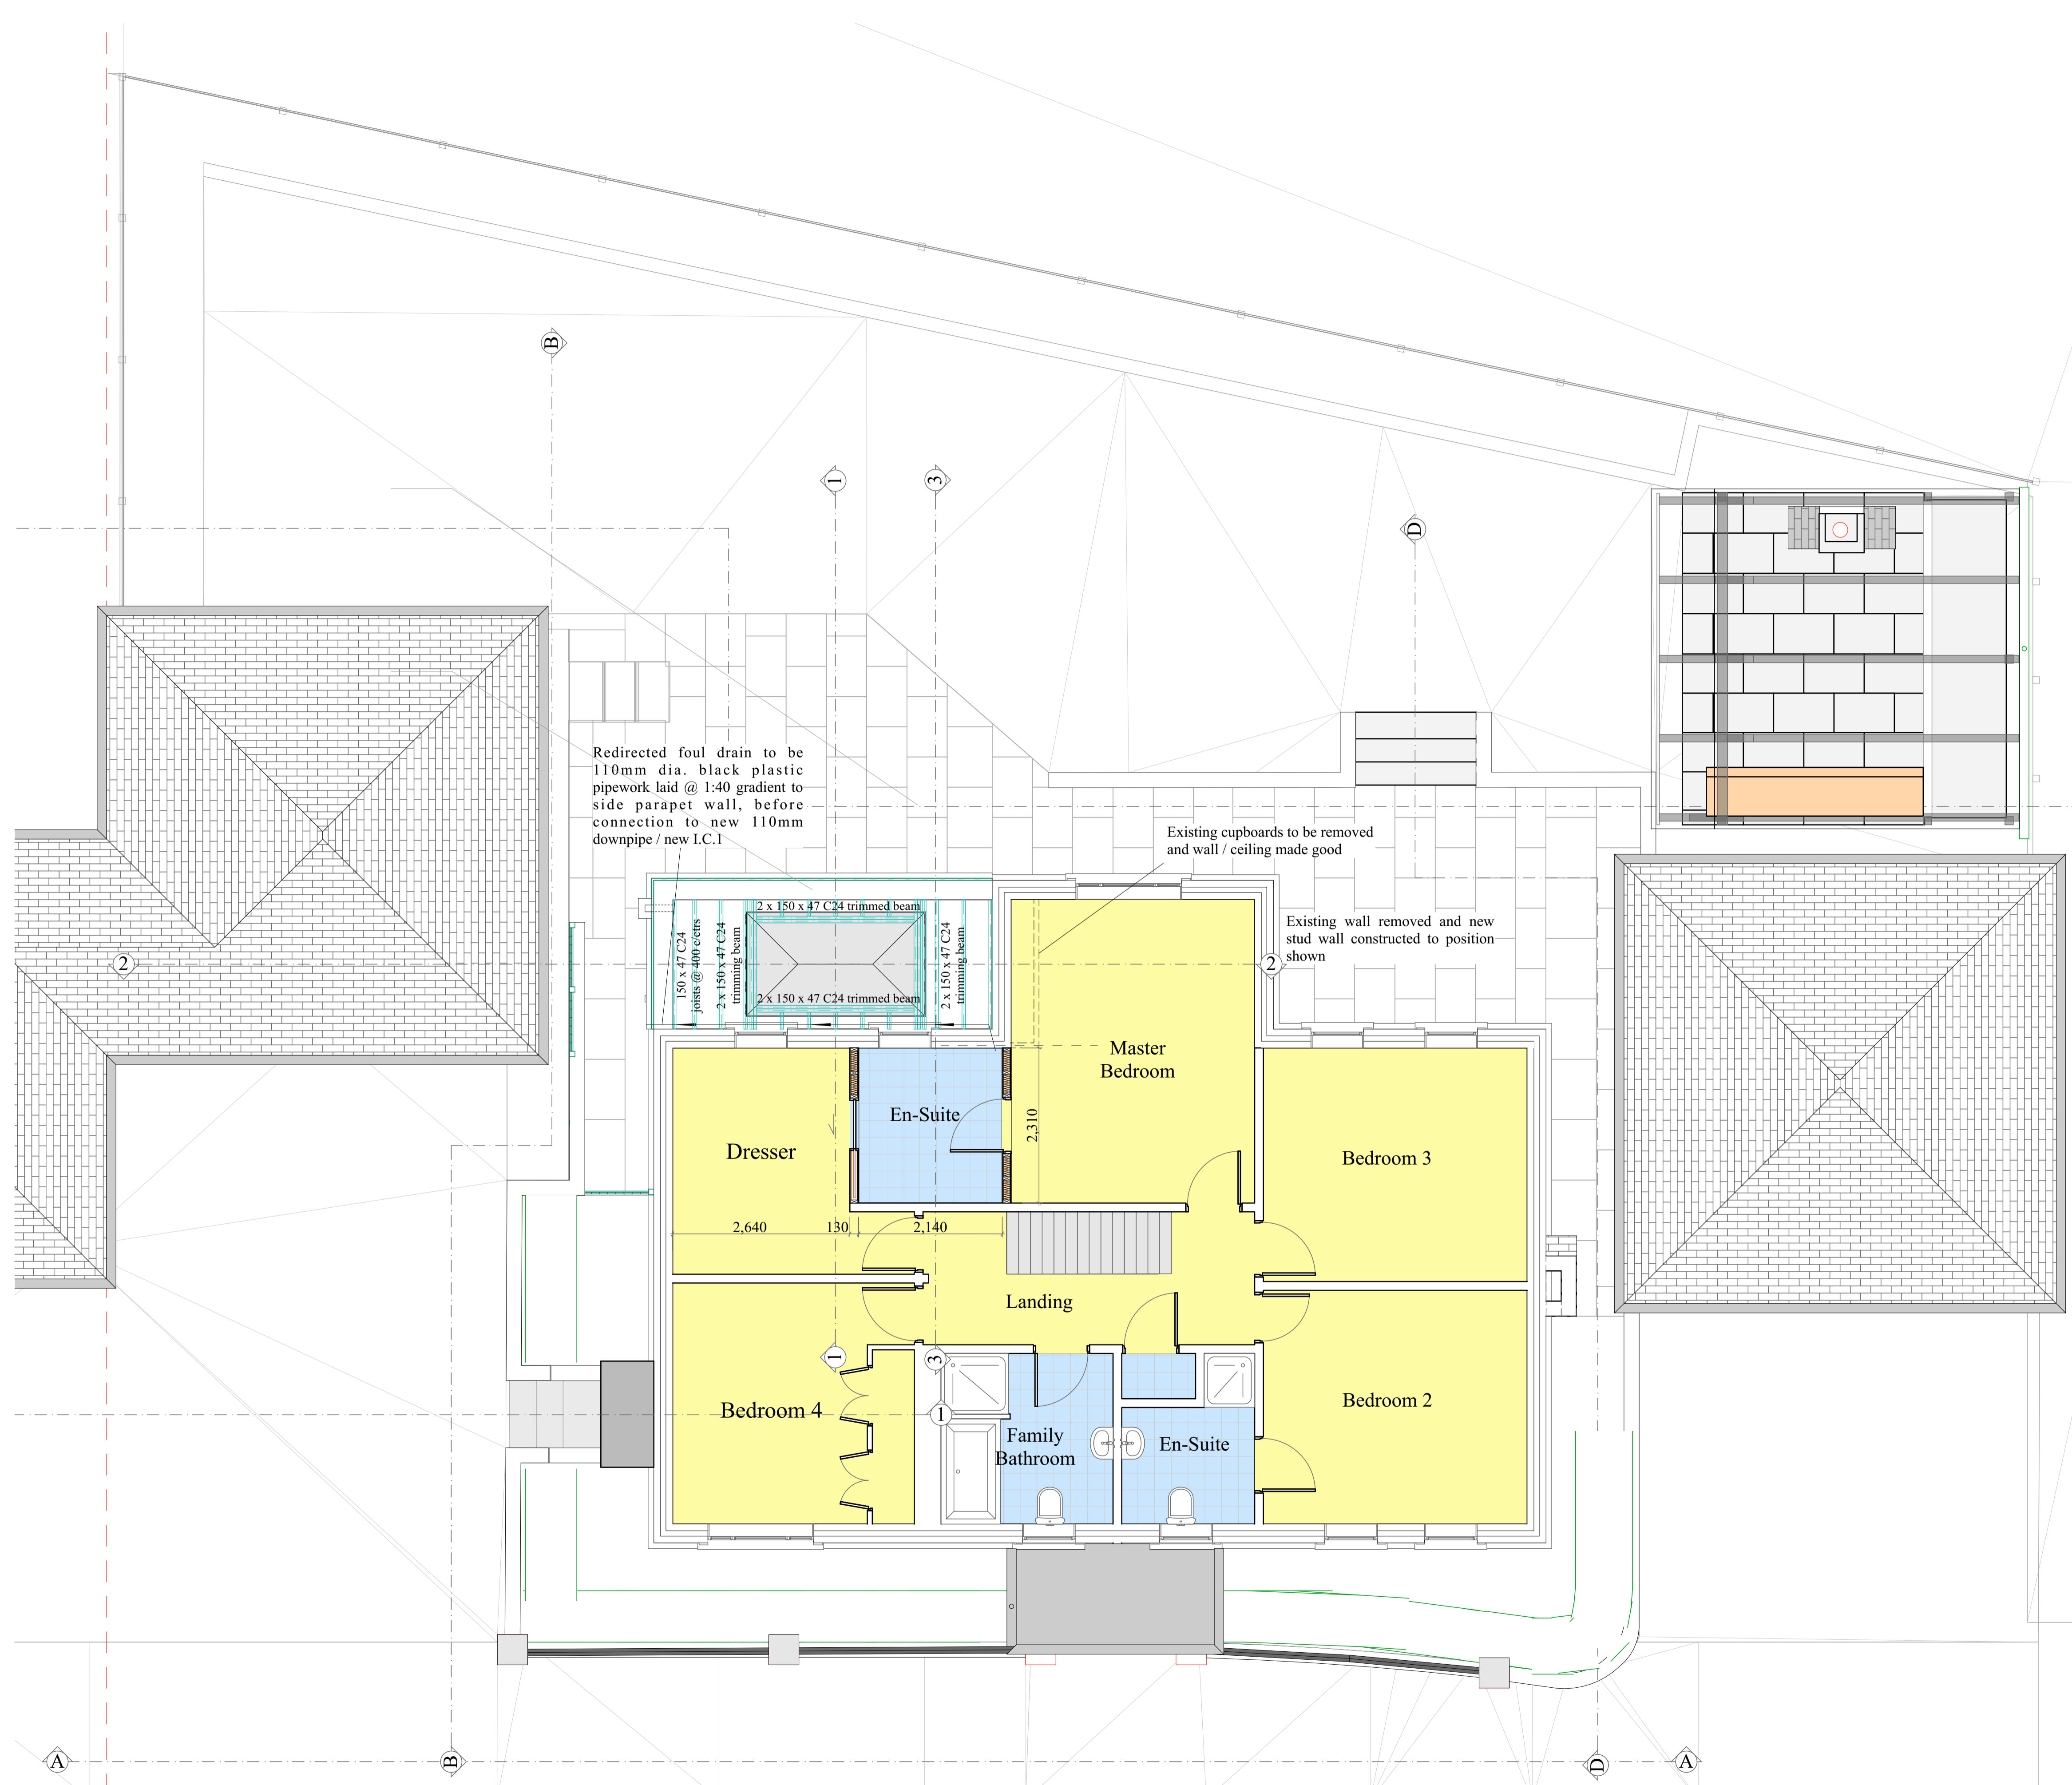 B
1
3
D
Redirected foul drain to be
110mm dia. black plastic
pipework laid @ 1:40 gradient to
side parapet wall, before
connection to new 110mm
downpipe / new I.C.1
Existing cupboards to be removed
and wall / ceiling made good
2 x 150 x 47 C24 trimmed beam
150 x 47 C24
joists @ 400 c/ctrs
2 x 150 x 47 C24
trimming beam
2 x 150 x 47 C24
trimming beam
2 x 150 x 47 C24 trimmed beam
Existing wall removed and new
stud wall constructed to position
shown
2
2
Master
Bedroom
En-Suite
2,310
Dresser
Bedroom 3
2,640
130
2,140
Landing
1
3
Bedroom 4
1
Family
Bathroom
En-Suite
Bedroom 2
A
B
D
A